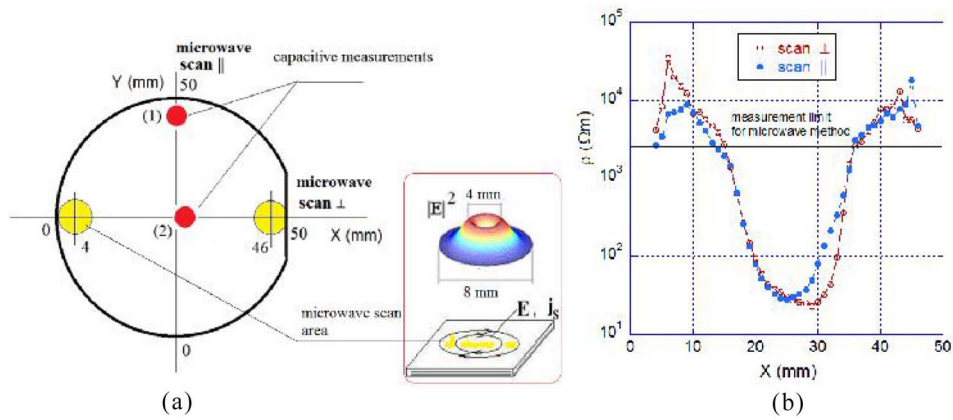 (a)
microwave
scan ||
50
Y (mm)
capacitive measurements
(1)
microwave
scan ⊥
0
4
(2)
46
50
X (mm)
microwave scan
area
0
|E|²
4 mm
8 mm
E, jₛ
(a)
b)
ρ (Ωm)
10⁵
10⁴
10³
10²
10¹
scan ⊥
scan ||
measurement limit
for microwave method
0
10
20
30
40
50
X (mm)
(b)